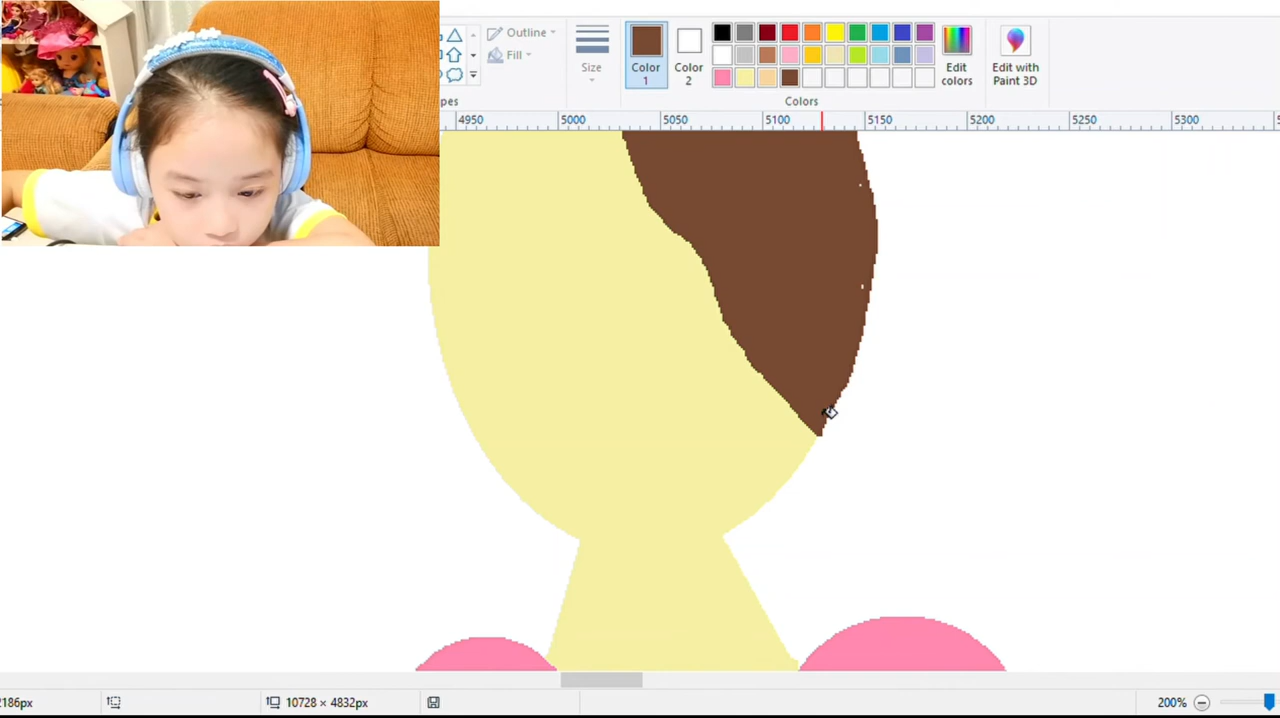 Outline
Fill
pes
Size
Color
1
Color
2
Edit
colors
Edit with
Paint 3D
Colors
4950 5000 5050 5100 5150 5200 5250 5300
2186px
10728 × 4832px
200%